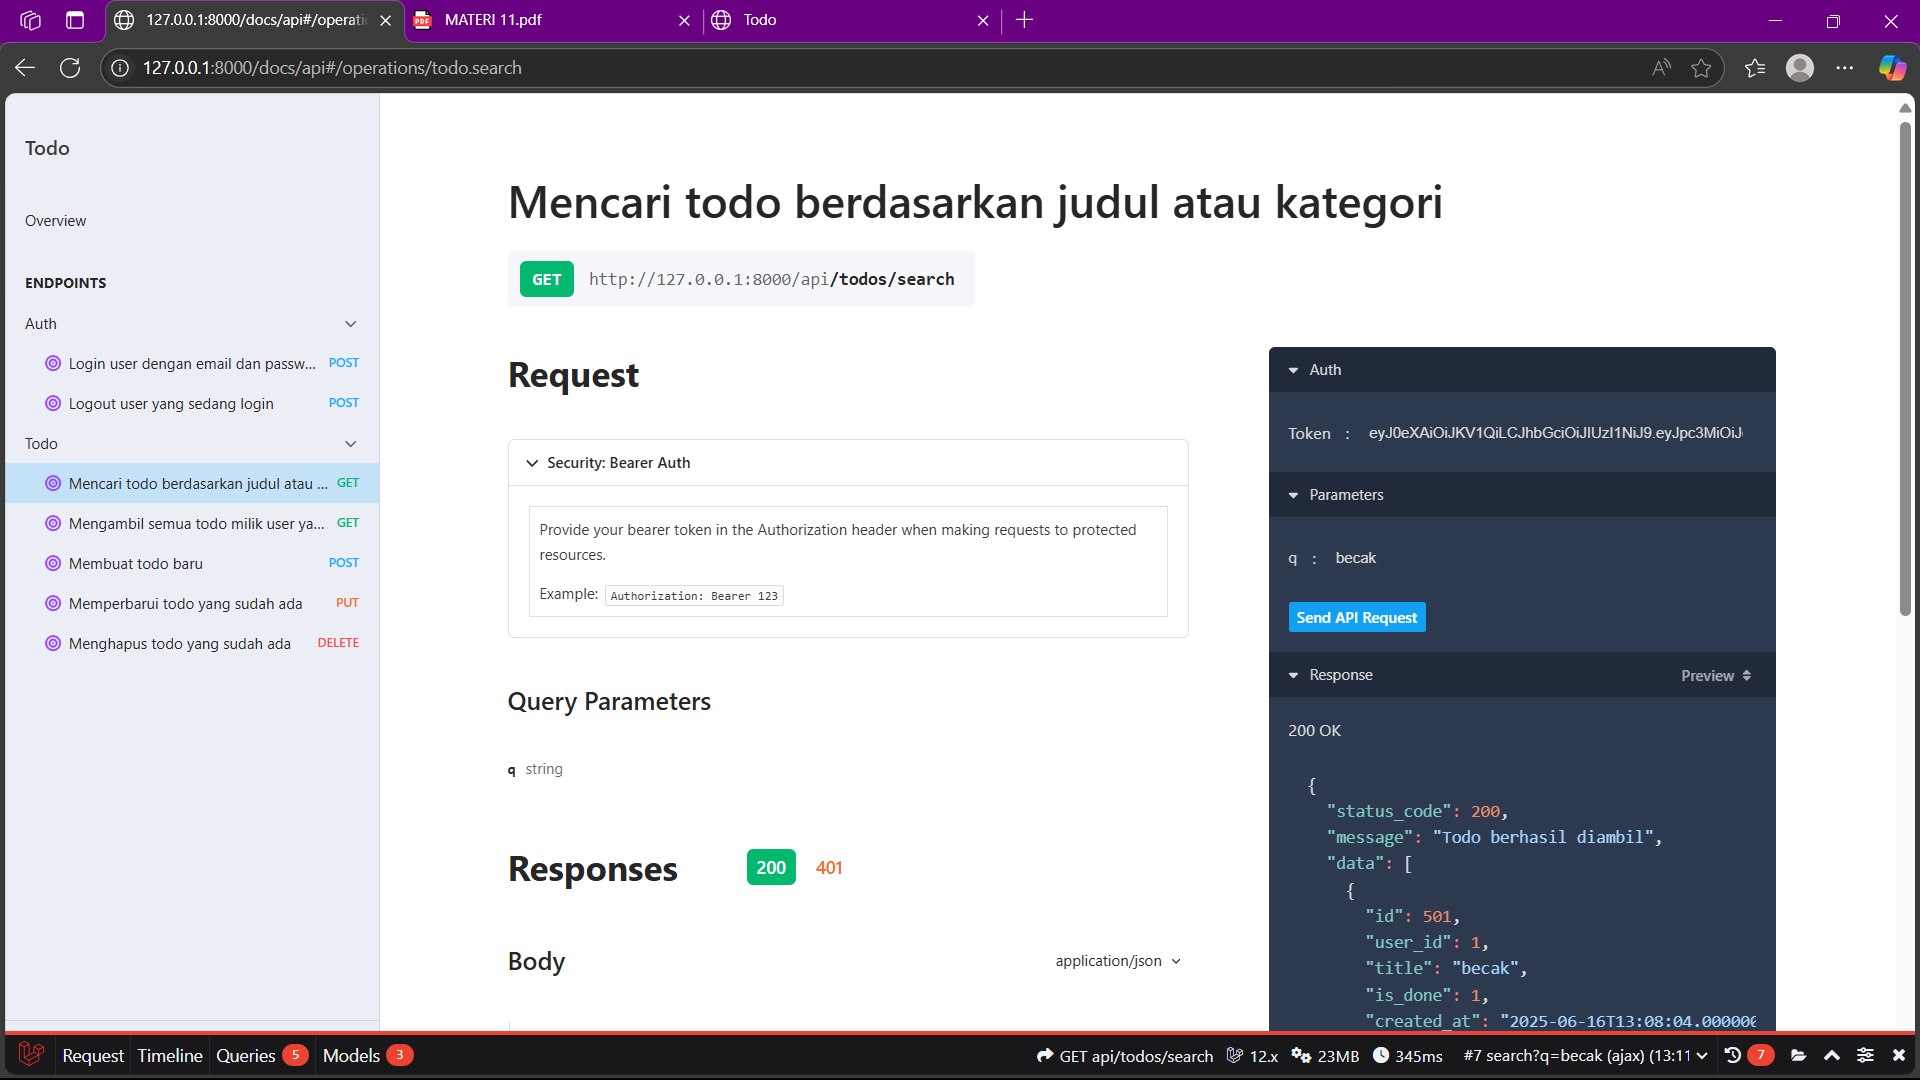 127.0.0.1:8000/docs/api#/operati
MATERI 11.pdf
Todo
127.0.0.1:8000/docs/api#/operations/todo.search
Todo
Overview
ENDPOINTS
Auth
Login user dengan email dan passw... POST
Logout user yang sedang login POST
Todo
Mencari todo berdasarkan judul atau ... GET
Mengambil semua todo milik user ya... GET
Membuat todo baru POST
Memperbarui todo yang sudah ada PUT
Menghapus todo yang sudah ada DELETE
Mencari todo berdasarkan judul atau kategori
GET http://127.0.0.1:8000/api/todos/search
Request
Security: Bearer Auth
Provide your bearer token in the Authorization header when making requests to protected
resources.
Example: Authorization: Bearer 123
Query Parameters
q string
Responses 200 401
Body application/json
Auth
Token : eyJ0eXAiOiJKV1QiLCJhbGciOiJIUzI1NiJ9.eyJpc3MiOiJ
Parameters
q : becak
Send API Request
Response Preview
200 OK
{
"status_code": 200,
"message": "Todo berhasil diambil",
"data": [
{
"id": 501,
"user_id": 1,
"title": "becak",
"is_done": 1,
"created_at": "2025-06-16T13:08:04.000000
Request Timeline Queries 5 Models 3 GET api/todos/search 12.x 23MB 345ms #7 search?q=becak (ajax) (13:11 7